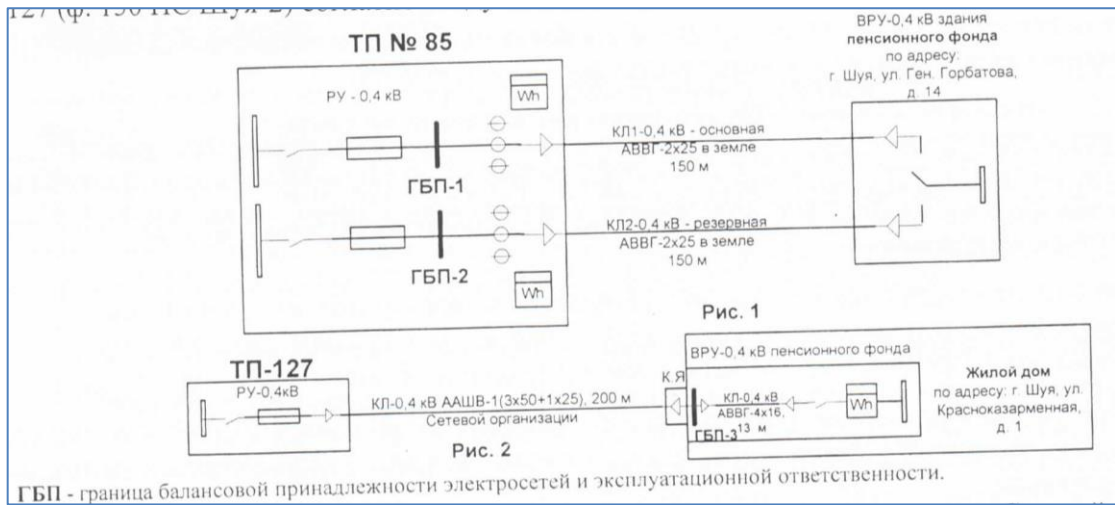 127 (ф. 150 ПС Шуя-2)
ТП № 85
ВРУ-0,4 кВ здания
пенсионного фонда
по адресу:
г Шуя, ул. Ген. Горбатова,
д. 14
РУ - 0,4 кВ
Wh
КЛ1-0,4 кВ - основная
АВВГ-2х25 в земле
150 м
ГБП-1
КЛ2-0,4 кВ - резервная
АВВГ-2х25 в земле
150 м
ГБП-2
Wh
Рис. 1
ТП-127
РУ-0,4кВ
КЛ-0,4 кВ ААШВ-1(3х50+1х25), 200 м
Сетевой организации
Рис. 2
ВРУ-0,4 кВ пенсионного фонда
К.Я
КЛ-0,4 кВ
АВВГ-4х16,
13 м
ГБП-3
Wh
Жилой дом
по адресу: г. Шуя, ул.
Красноказарменная,
д. 1
ГБП - граница балансовой принадлежности электросетей и эксплуатационной ответственности.